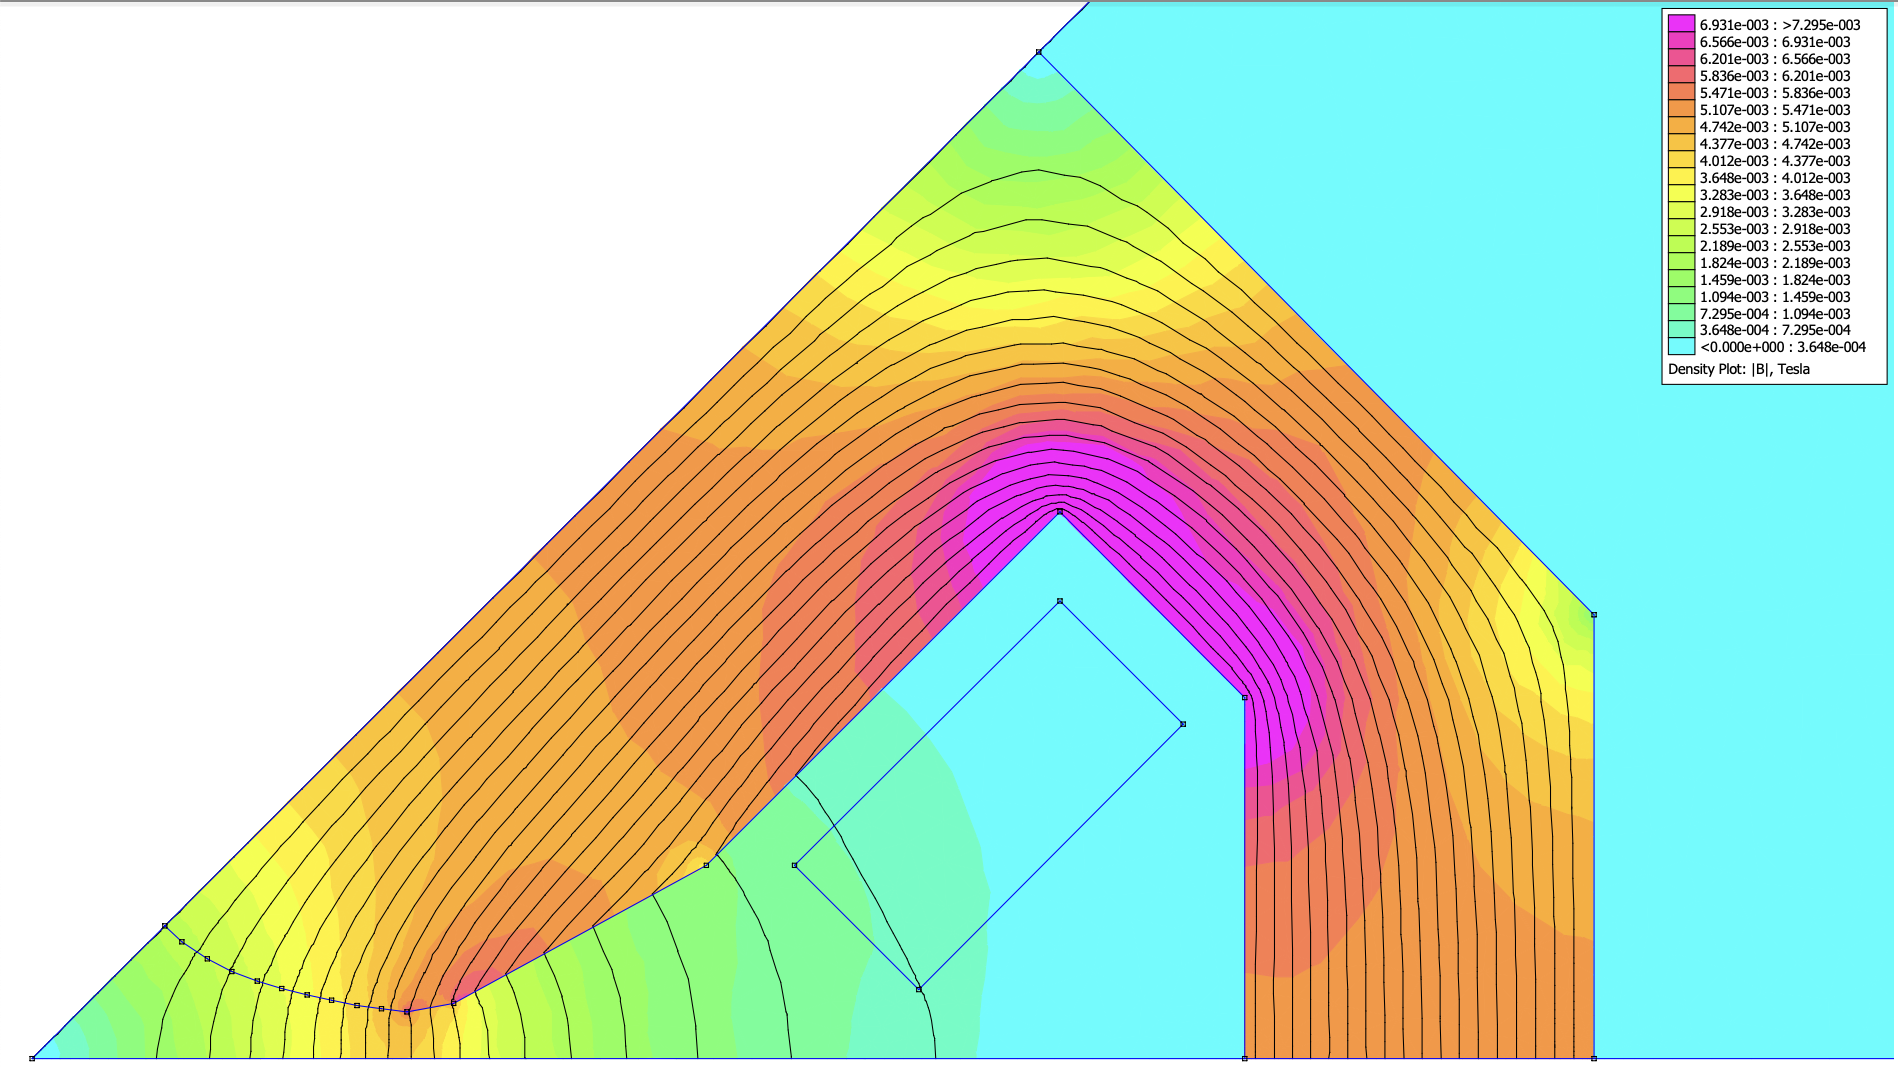 6.931e-003 : >7.295e-003
6.566e-003 : 6.931e-003
6.201e-003 : 6.566e-003
5.836e-003 : 6.201e-003
5.471e-003 : 5.836e-003
5.107e-003 : 5.471e-003
4.742e-003 : 5.107e-003
4.377e-003 : 4.742e-003
4.012e-003 : 4.377e-003
3.648e-003 : 4.012e-003
3.283e-003 : 3.648e-003
2.918e-003 : 3.283e-003
2.553e-003 : 2.918e-003
2.189e-003 : 2.553e-003
1.824e-003 : 2.189e-003
1.459e-003 : 1.824e-003
1.094e-003 : 1.459e-003
7.295e-004 : 1.094e-003
3.648e-004 : 7.295e-004
<0.000e+000 : 3.648e-004
Density Plot: |B|, Tesla